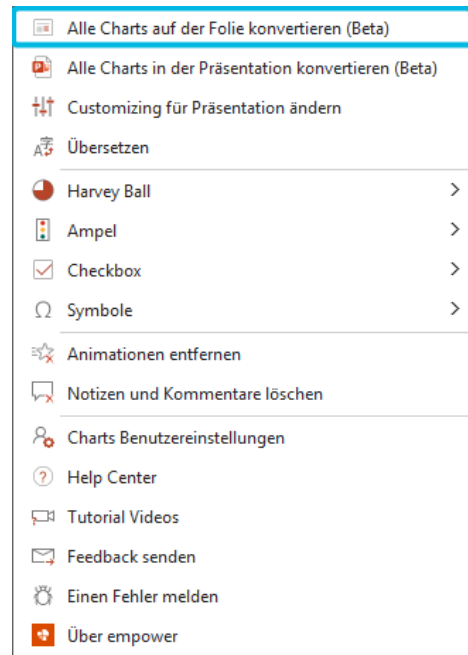 Alle Charts auf der Folie konvertieren (Beta)
Alle Charts in der Präsentation konvertieren (Beta)
Customizing für Präsentation ändern
Übersetzen
Harvey Ball
Ampel
Checkbox
Symbole
Animationen entfernen
Notizen und Kommentare löschen
Charts Benutzereinstellungen
Help Center
Tutorial Videos
Feedback senden
Einen Fehler melden
Über empower